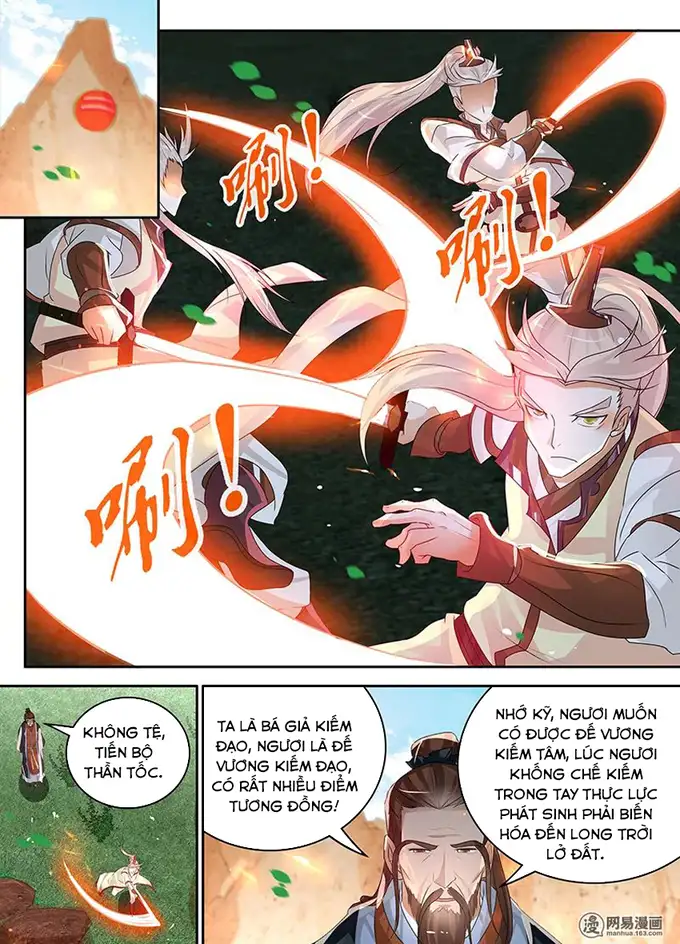 唰！
唰！
唰！
KHÔNG TỆ,
TIẾN BỘ
THẦN TỐC.
TA LÀ BÁ GIẢ KIẾM
ĐẠO, NGƯƠI LÀ ĐẾ
VƯƠNG KIẾM ĐẠO,
CÓ RẤT NHIỀU ĐIỂM
TƯƠNG ĐỒNG!
NHỚ KỸ, NGƯƠI MUỐN
CÓ ĐƯỢC ĐẾ VƯƠNG
KIẾM TÂM, LÚC NGƯƠI
KHỐNG CHẾ KIẾM
TRONG TAY THỰC LỰC
PHÁT SINH PHẢI BIẾN
HÓA ĐẾN LONG TRỜI
LỞ ĐẤT.
漫 网易漫画
manhua.163.com